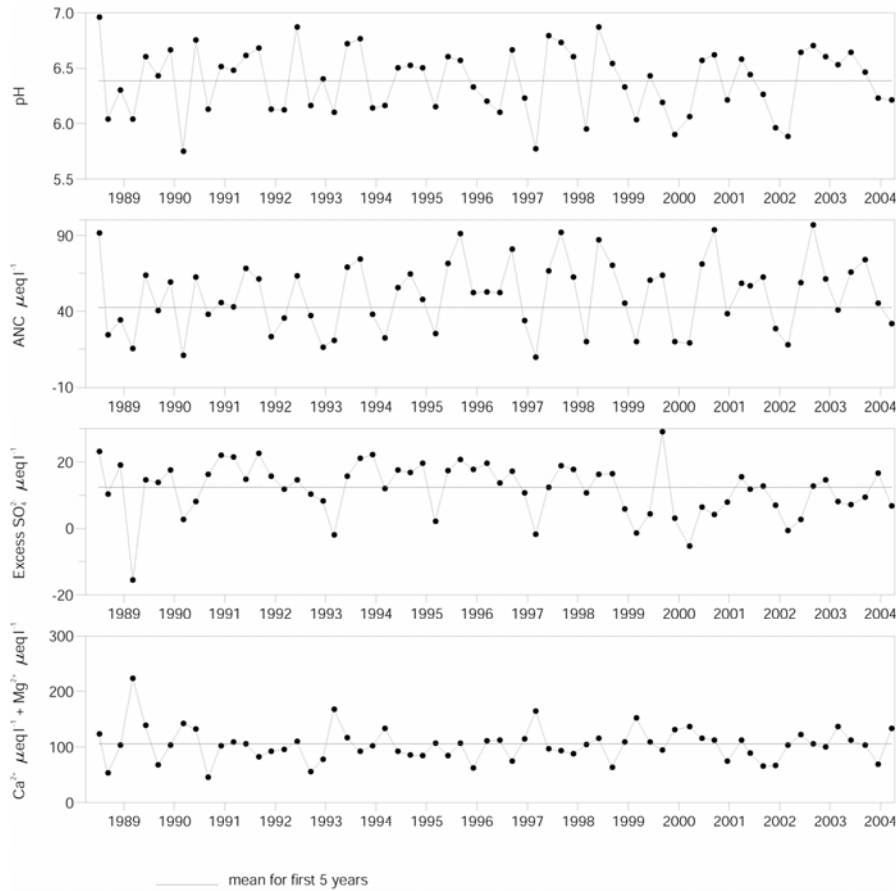 7.0
6.5
6.0
5.5
pH
1989 1990 1991 1992 1993 1994 1995 1996 1997 1998 1999 2000 2001 2002 2003 2004
90
40
-10
ANC μeq l⁻¹
1989 1990 1991 1992 1993 1994 1995 1996 1997 1998 1999 2000 2001 2002 2003 2004
20
0
-20
Excess SO₄²⁻ μeq l⁻¹
1989 1990 1991 1992 1993 1994 1995 1996 1997 1998 1999 2000 2001 2002 2003 2004
300
200
100
0
Ca²⁺ μeq l⁻¹ + Mg²⁺ μeq l⁻¹
1989 1990 1991 1992 1993 1994 1995 1996 1997 1998 1999 2000 2001 2002 2003 2004
mean for first 5 years